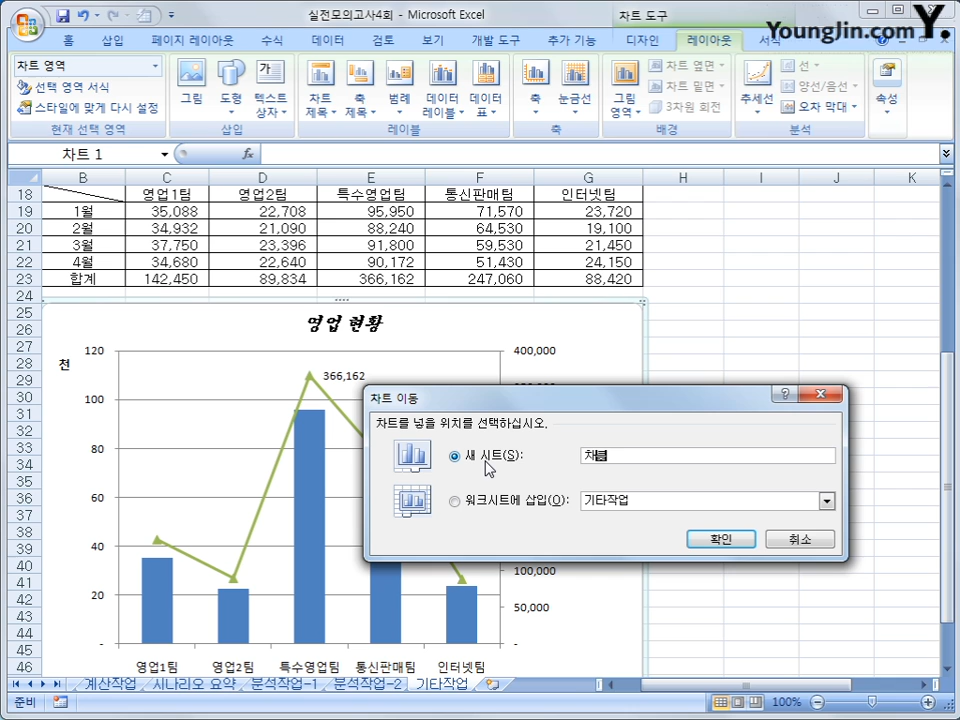 실전모의고사4회 - Microsoft Excel
차트 도구
YoungJin.com Y.
홈 삽입 페이지 레이아웃 수식 데이터 검토 보기 개발 도구 추가 기능 디자인 레이아웃 서식
차트 영역
선택 영역 서식
스타일에 맞게 다시 설정
현재 선택 영역
그림 도형 텍스트 상자
삽입
차트 제목 축 제목 범례 데이터 레이블 데이터 표
레이블
축 눈금선
축
그림 영역 차트 옆면 차트 밑면 3차원 회전
배경
추세선 선 양선/음선 오차 막대
분석
속성
차트 1 fx
B C D E F G H I J K
18 영업1팀 영업2팀 특수영업팀 통신판매팀 인터넷팀
19 1월 35,088 22,708 95,950 71,570 23,720
20 2월 34,932 21,090 88,240 64,530 19,100
21 3월 37,750 23,396 91,800 59,530 21,450
22 4월 34,680 22,640 90,172 51,430 24,150
23 합계 142,450 89,834 366,162 247,060 88,420
24
25
26
27
28
29
30
31
32
33
34
35
36
37
38
39
40
41
42
43
44
45
46
영업 현황
천
120 400,000
366,162
100
80
60
40
100,000
20
50,000
- -
영업1팀 영업2팀 특수영업팀 통신판매팀 인터넷팀
차트 이동
차트를 넣을 위치를 선택하십시오.
새 시트(S): 차트
워크시트에 삽입(O): 기타작업
확인 취소
계산작업 시나리오 요약 분석작업-1 분석작업-2 기타작업
준비 100%